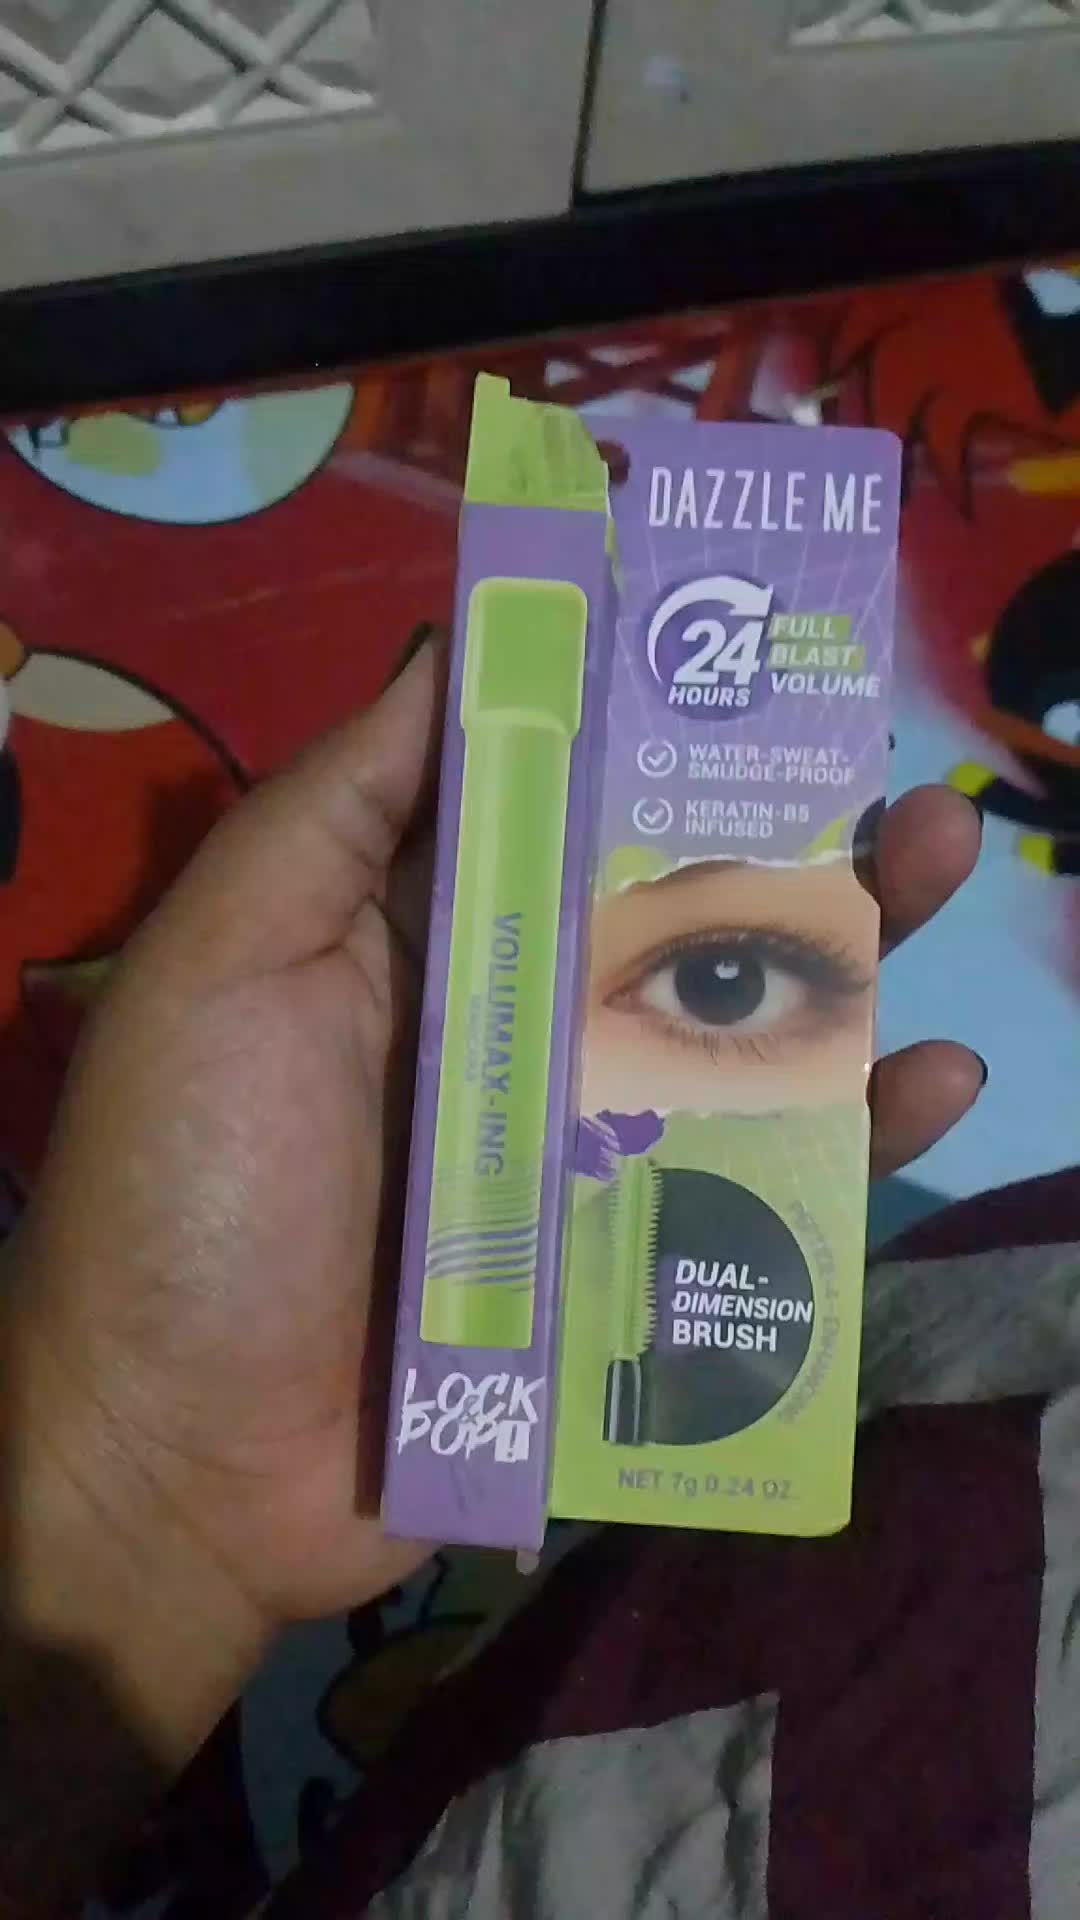 DAZZLE ME
24
HOURS
FULL
BLAST
VOLUME
WATER-SWEAT-
SMUDGE-PROOF
KERATIN-B5
INFUSED
VOLUMAX-ING
MASCARA
LOCK
POP!
DUAL-
DIMENSION
BRUSH
NET 7g 0.24 OZ.